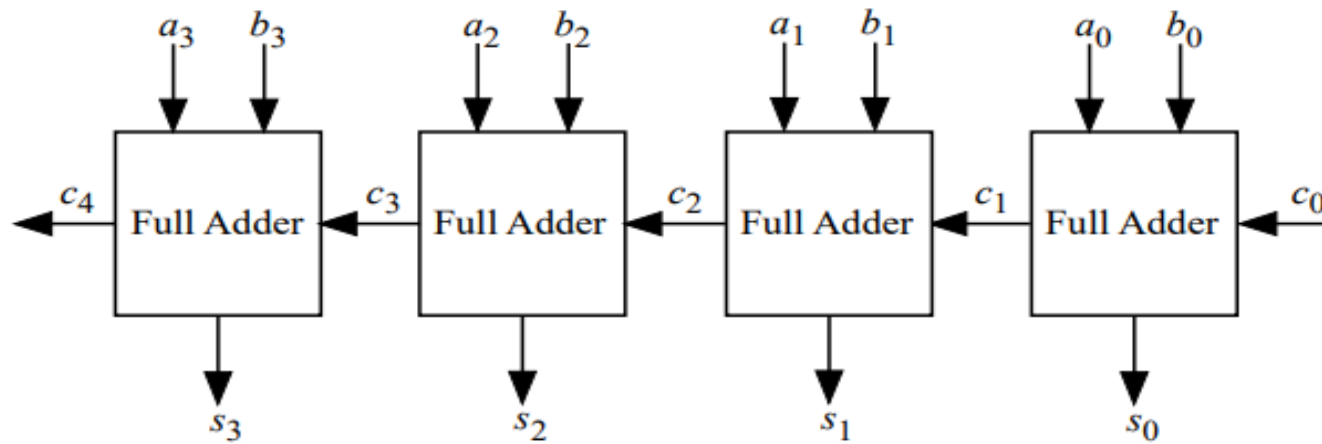 a3 b3 a2 b2 a1 b1 a0 b0
c4 Full Adder c3 Full Adder c2 Full Adder c1 Full Adder c0
s3 s2 s1 s0